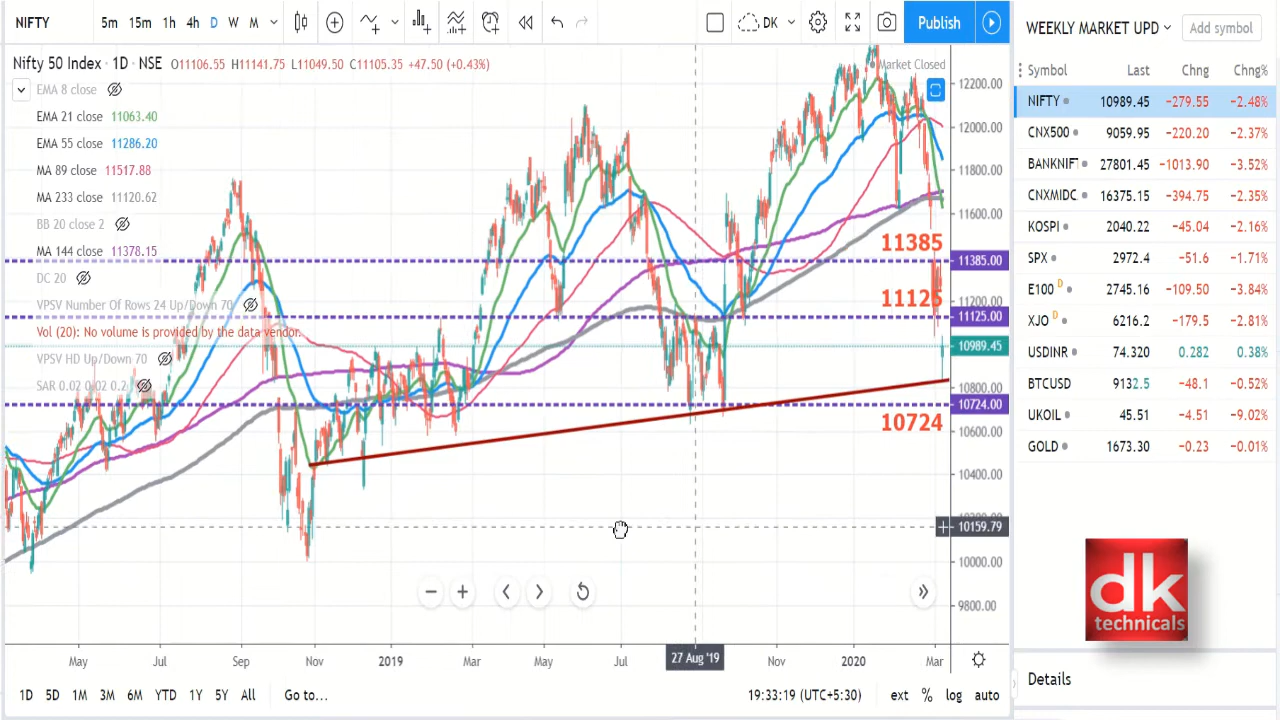 NIFTY 5m 15m 1h 4h D W M DK Publish
Nifty 50 Index · 1D · NSE O11106.55 H11141.75 L11049.50 C11105.35 +47.50 (+0.43%) Market Closed
EMA 8 close
EMA 21 close 11063.40
EMA 55 close 11286.20
MA 89 close 11517.88
MA 233 close 11120.62
BB 20 close 2
MA 144 close 11378.15
DC 20
VPSV Number Of Rows 24 Up/Down 70
Vol (20): No volume is provided by the data vendor.
VPSV HD Up/Down 70
SAR 0.02 0.02 0.2
12200.00
12000.00
11800.00
11600.00
11385
11385.00
11200.00
11125
11125.00
10989.45
10800.00
10724.00
10724
10600.00
10400.00
10159.79
10000.00
9800.00
May Jul Sep Nov 2019 Mar May Jul 27 Aug '19 Nov 2020 Mar
1D 5D 1M 3M 6M YTD 1Y 5Y All Go to... 19:33:19 (UTC+5:30) ext % log auto
WEEKLY MARKET UPD Add symbol
Symbol Last Chng Chng%
NIFTY 10989.45 −279.55 −2.48%
CNX500 9059.95 −220.20 −2.37%
BANKNIFT 27801.45 −1013.90 −3.52%
CNXMIDC 16375.15 −394.75 −2.35%
KOSPI 2040.22 −45.04 −2.16%
SPX 2972.4 −51.6 −1.71%
E100 D 2745.16 −109.50 −3.84%
XJO D 6216.2 −179.5 −2.81%
USDINR 74.320 0.282 0.38%
BTCUSD 9132.5 −48.1 −0.52%
UKOIL 45.51 −4.51 −9.02%
GOLD 1673.30 −0.23 −0.01%
dk
technicals
Details